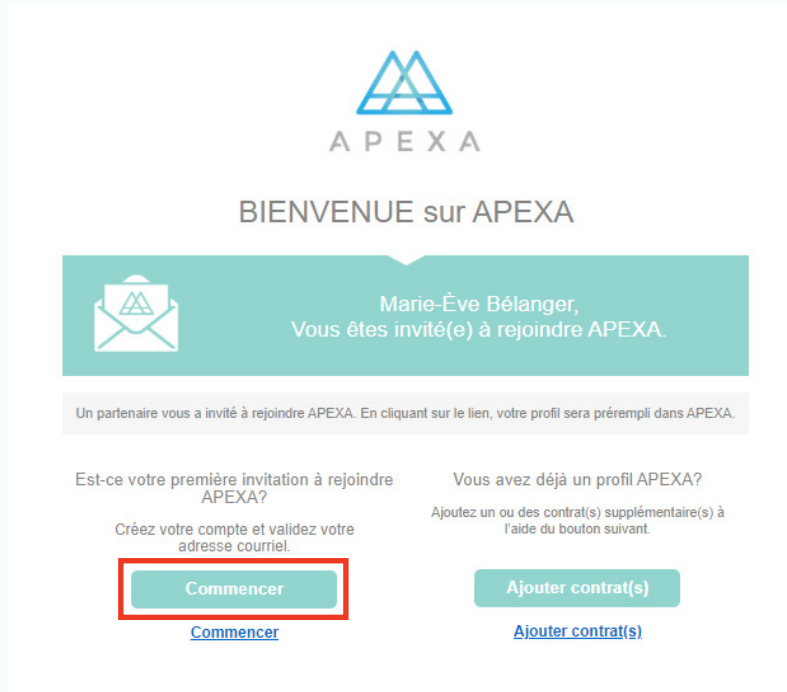 APEXA
BIENVENUE sur APEXA
Marie-Ève Bélanger,
Vous êtes invité(e) à rejoindre APEXA.
Un partenaire vous a invité à rejoindre APEXA. En cliquant sur le lien, votre profil sera prérempli dans APEXA.
Est-ce votre première invitation à rejoindre
APEXA?
Créez votre compte et validez votre
adresse courriel.
Commencer
Commencer
Vous avez déjà un profil APEXA?
Ajoutez un ou des contrat(s) supplémentaire(s) à
l'aide du bouton suivant.
Ajouter contrat(s)
Ajouter contrat(s)